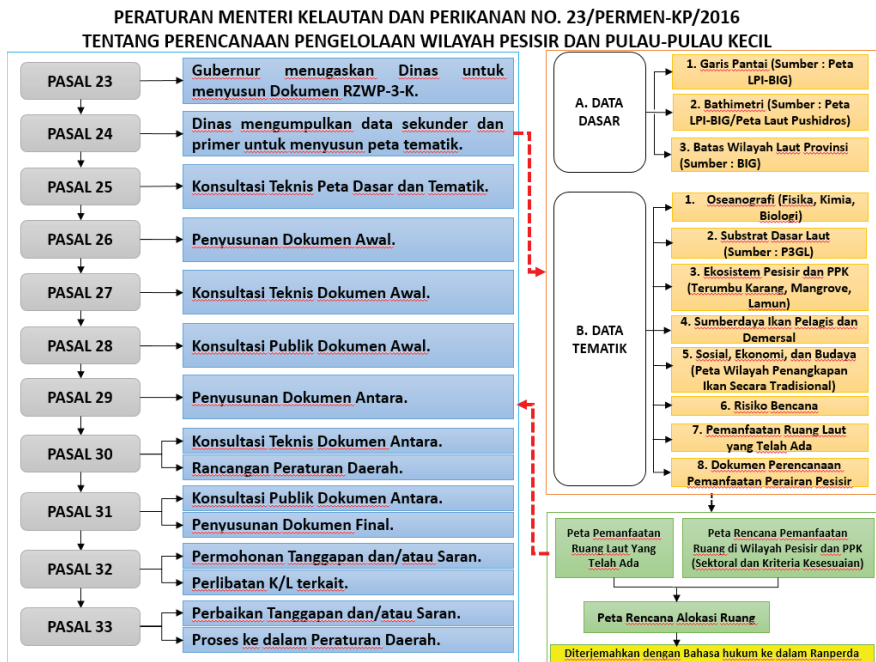 PERATURAN MENTERI KELAUTAN DAN PERIKANAN NO. 23/PERMEN-KP/2016
TENTANG PERENCANAAN PENGELOLAAN WILAYAH PESISIR DAN PULAU-PULAU KECIL
PASAL 23
Gubernur menugaskan Dinas untuk
menyusun Dokumen RZWP-3-K.
PASAL 24
Dinas mengumpulkan data sekunder dan
primer untuk menyusun peta tematik.
PASAL 25
Konsultasi Teknis Peta Dasar dan Tematik.
PASAL 26
Penyusunan Dokumen Awal.
PASAL 27
Konsultasi Teknis Dokumen Awal.
PASAL 28
Konsultasi Publik Dokumen Awal.
PASAL 29
Penyusunan Dokumen Antara.
PASAL 30
Konsultasi Teknis Dokumen Antara.
Rancangan Peraturan Daerah.
PASAL 31
Konsultasi Publik Dokumen Antara.
Penyusunan Dokumen Final.
PASAL 32
Permohonan Tanggapan dan/atau Saran.
Perlibatan K/L terkait.
PASAL 33
Perbaikan Tanggapan dan/atau Saran.
Proses ke dalam Peraturan Daerah.
A. DATA
DASAR
1. Garis Pantai (Sumber : Peta
LPI-BIG)
2. Bathimetri (Sumber : Peta
LPI-BIG/Peta Laut Pushidros)
3. Batas Wilayah Laut Provinsi
(Sumber : BIG)
B. DATA
TEMATIK
1. Oseanografi (Fisika, Kimia,
Biologi)
2. Substrat Dasar Laut
(Sumber : P3GL)
3. Ekosistem Pesisir dan PPK
(Terumbu Karang, Mangrove,
Lamun)
4. Sumberdaya Ikan Pelagis dan
Demersal
5. Sosial, Ekonomi, dan Budaya
(Peta Wilayah Penangkapan
Ikan Secara Tradisional)
6. Risiko Bencana
7. Pemanfaatan Ruang Laut
yang Telah Ada
8. Dokumen Perencanaan
Pemanfaatan Perairan Pesisir
Peta Pemanfaatan
Ruang Laut Yang
Telah Ada
Peta Rencana Pemanfaatan
Ruang di Wilayah Pesisir dan PPK
(Sektoral dan Kriteria Kesesuaian)
Peta Rencana Alokasi Ruang
Diterjemahkan dengan Bahasa hukum ke dalam Ranperda